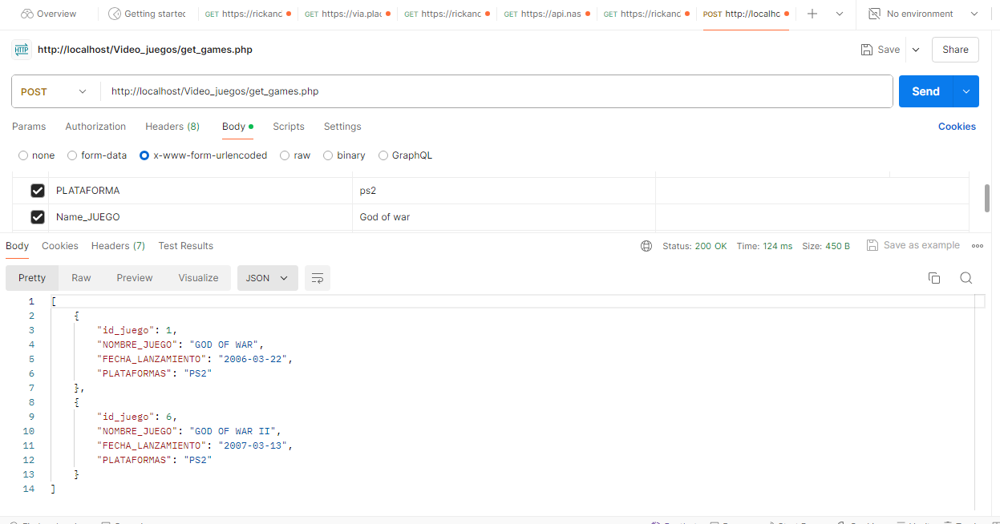 Overview
Getting started
GET https://rickanc
GET https://via.plac
GET https://rickanc
GET https://api.nas
GET https://rickanc
POST http://localhc
No environment
HTTP http://localhost/Video_juegos/get_games.php
Save
Share
POST
http://localhost/Video_juegos/get_games.php
Send
Params
Authorization
Headers (8)
Body
Scripts
Settings
Cookies
none
form-data
x-www-form-urlencoded
raw
binary
GraphQL
PLATAFORMA ps2
Name_JUEGO God of war
Body
Cookies
Headers (7)
Test Results
Status: 200 OK
Time: 124 ms
Size: 450 B
Save as example
Pretty
Raw
Preview
Visualize
JSON
1 [
2 {
3 "id_juego": 1,
4 "NOMBRE_JUEGO": "GOD OF WAR",
5 "FECHA_LANZAMIENTO": "2006-03-22",
6 "PLATAFORMAS": "PS2"
7 },
8 {
9 "id_juego": 6,
10 "NOMBRE_JUEGO": "GOD OF WAR II",
11 "FECHA_LANZAMIENTO": "2007-03-13",
12 "PLATAFORMAS": "PS2"
13 }
14 ]